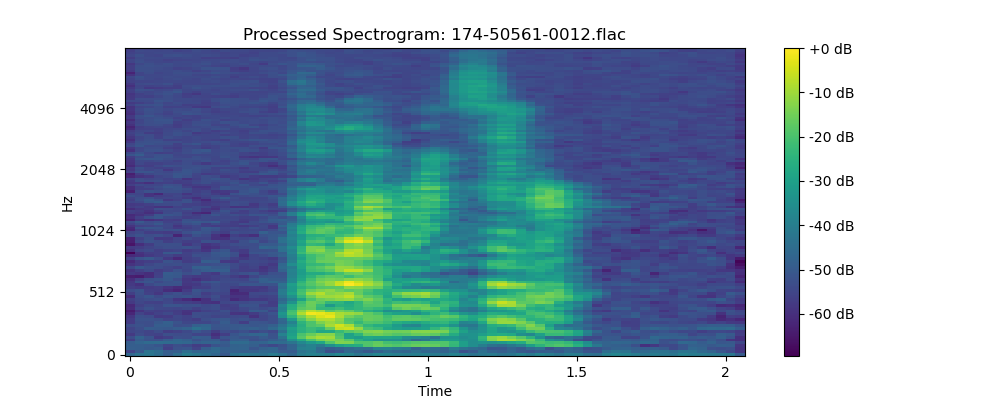 Processed Spectrogram: 174-50561-0012.flac
+0 dB
-10 dB
-20 dB
-30 dB
-40 dB
-50 dB
-60 dB
Hz
4096
2048
1024
512
0
0
0.5
1
1.5
2
Time